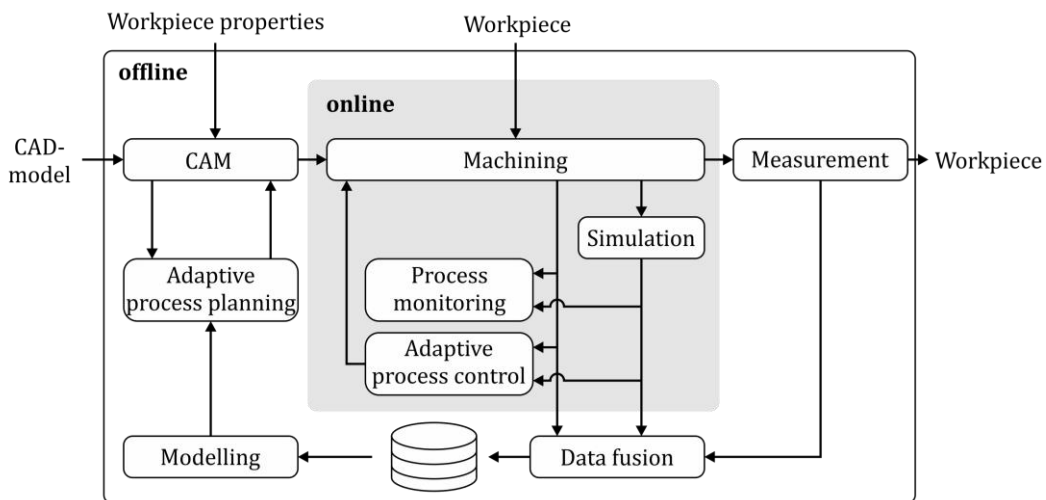 Workpiece properties
Workpiece
offline
online
CAD-
model
CAM
Machining
Measurement
Workpiece
Simulation
Adaptive
process planning
Process
monitoring
Adaptive
process control
Modelling
Data fusion